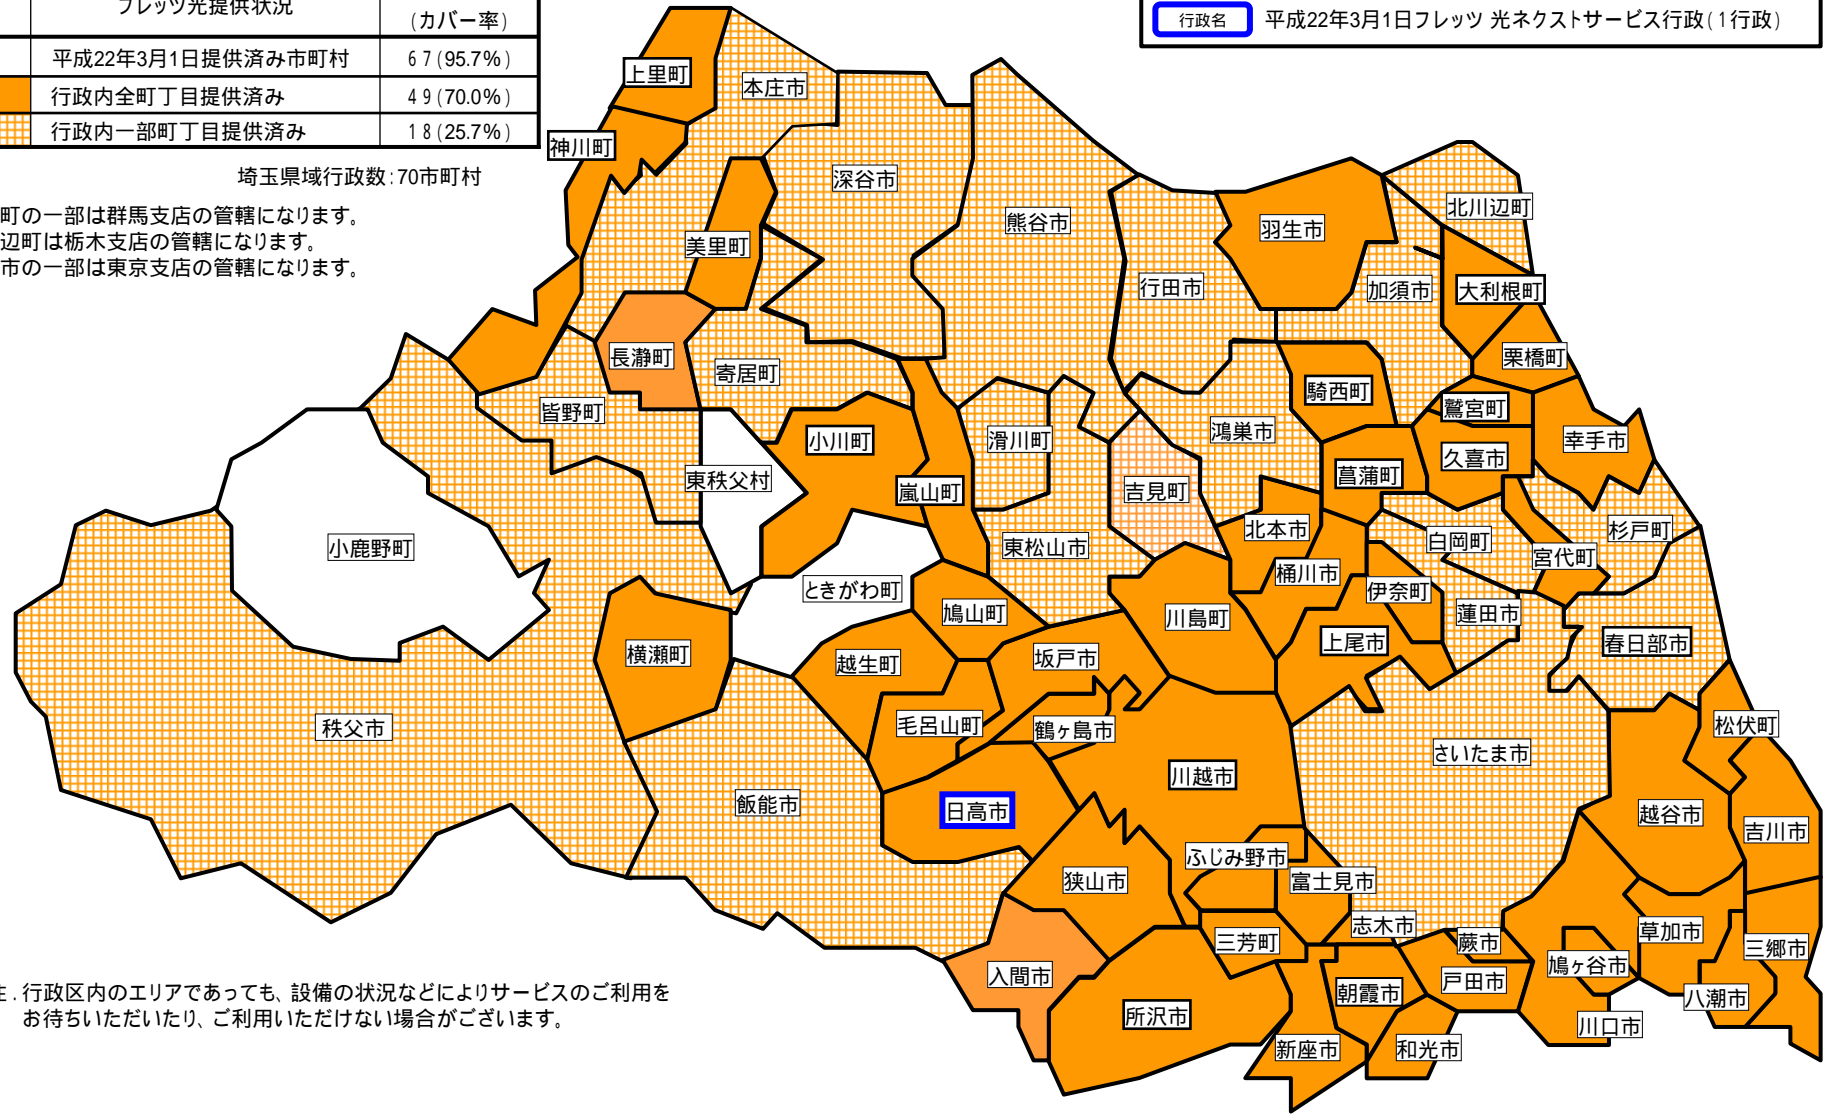 フレッツ光提供状況
(カバー率)
平成22年3月1日提供済み市町村 67(95.7%)
行政内全町丁目提供済み 49(70.0%)
行政内一部町丁目提供済み 18(25.7%)
行政名 平成22年3月1日フレッツ 光ネクストサービス行政(1行政)
埼玉県域行政数:70市町村
町の一部は群馬支店の管轄になります。
辺町は栃木支店の管轄になります。
市の一部は東京支店の管轄になります。
上里町
本庄市
神川町
深谷市
熊谷市
北川辺町
羽生市
美里町
行田市
加須市
大利根町
長瀞町
寄居町
栗橋町
騎西町
皆野町
鷲宮町
小川町
滑川町
鴻巣市
幸手市
東秩父村
嵐山町
吉見町
菖蒲町
久喜市
小鹿野町
東松山市
北本市
白岡町
杉戸町
宮代町
桶川市
ときがわ町
伊奈町
鳩山町
川島町
蓮田市
横瀬町
越生町
坂戸市
上尾市
春日部市
秩父市
毛呂山町
鶴ヶ島市
松伏町
さいたま市
川越市
飯能市
日高市
越谷市
吉川市
ふじみ野市
狭山市
富士見市
志木市
三芳町
蕨市
草加市
三郷市
入間市
鳩ヶ谷市
戸田市
朝霞市
八潮市
所沢市
川口市
新座市
和光市
注.行政区内のエリアであっても、設備の状況などによりサービスのご利用を
お待ちいただいたり、ご利用いただけない場合がございます。